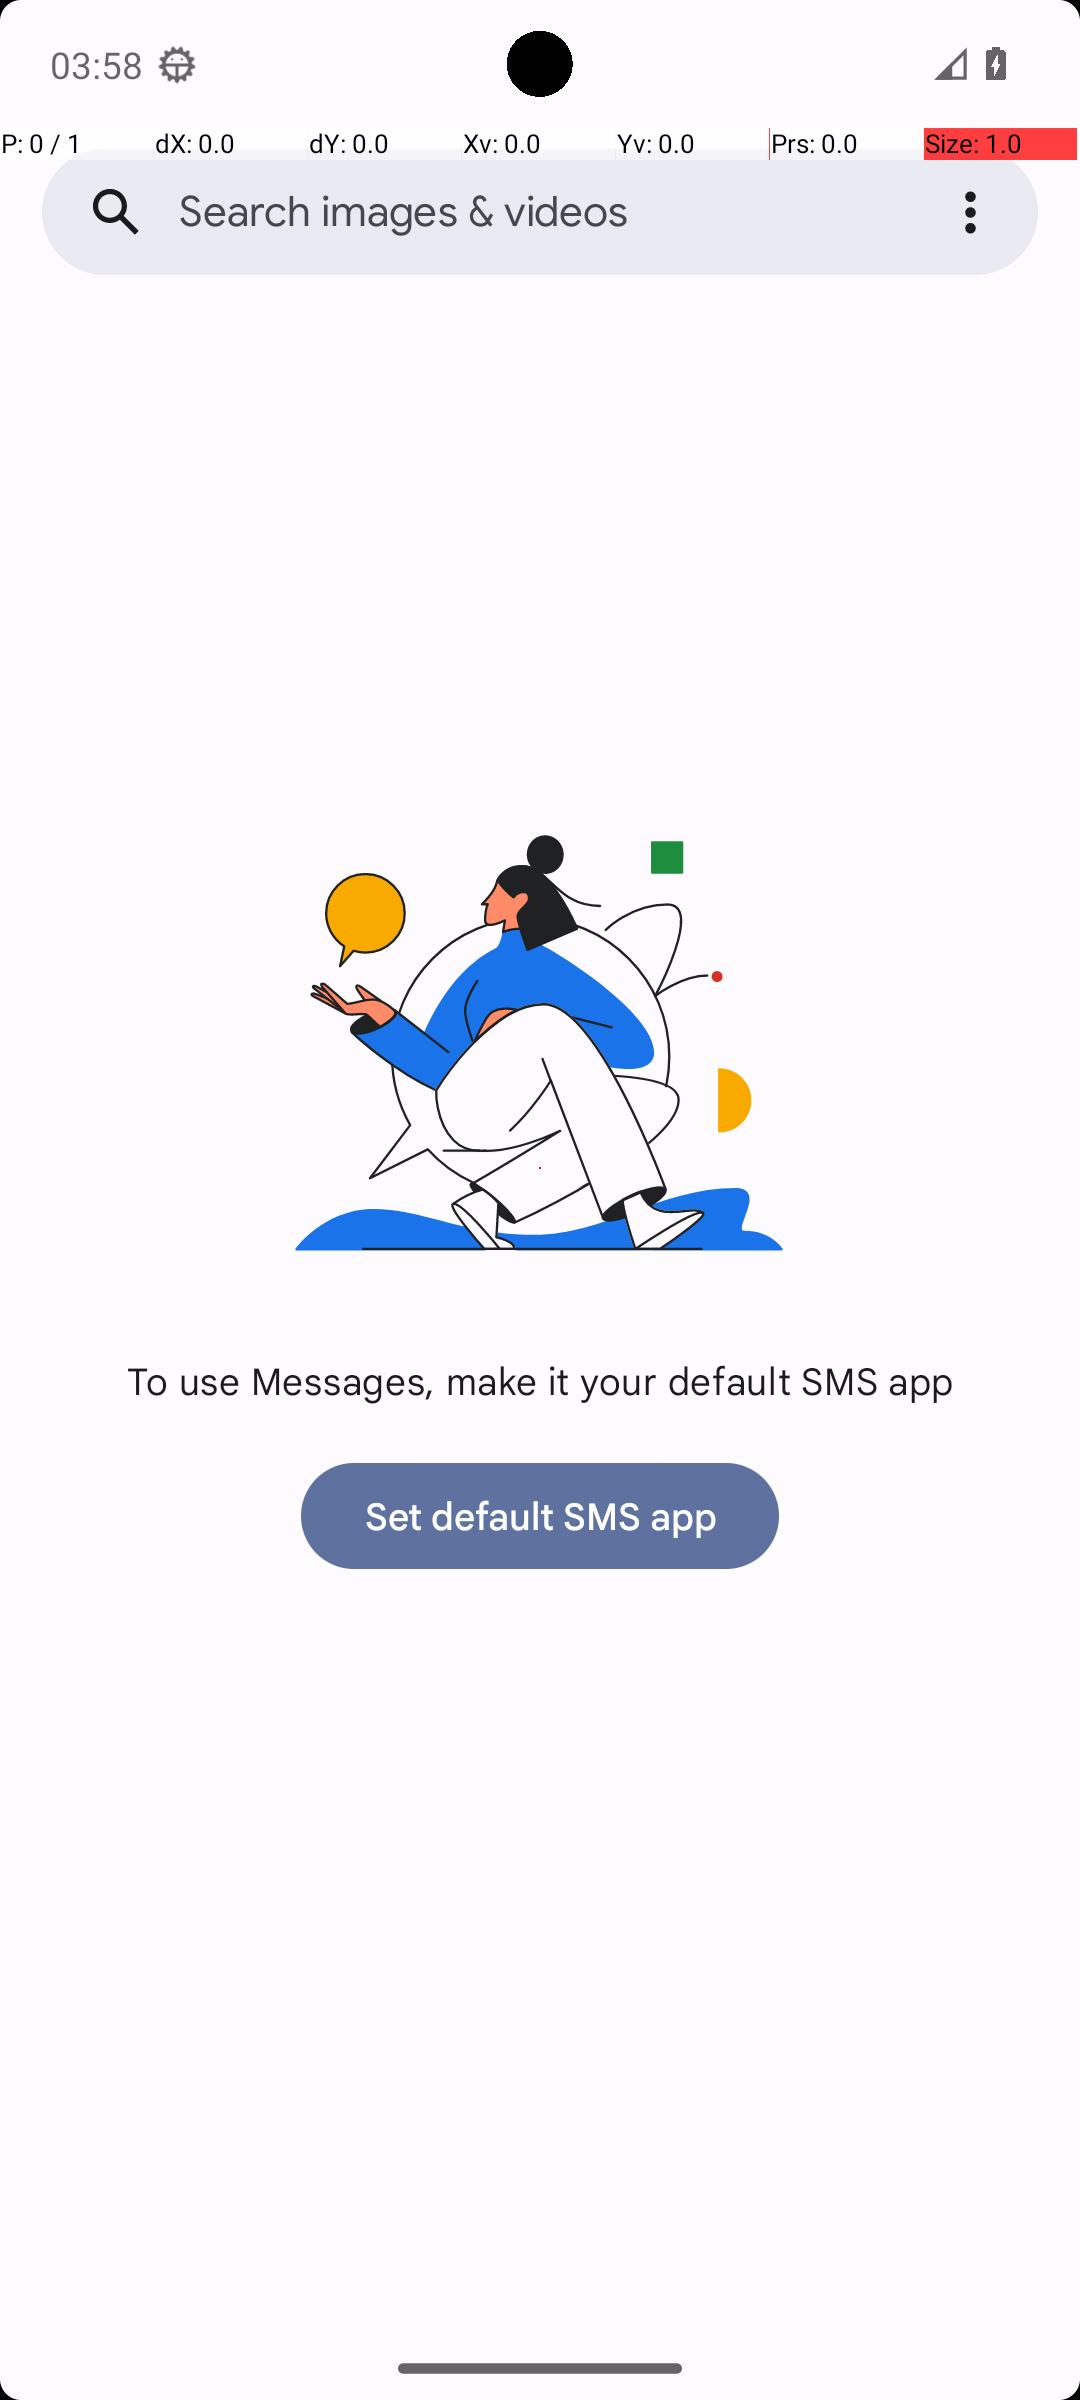 03:58
P: 0 / 1 dX: 0.0 dY: 0.0 Xv: 0.0 Yv: 0.0 Prs: 0.0 Size: 1.0
Search images & videos
To use Messages, make it your default SMS app
Set default SMS app